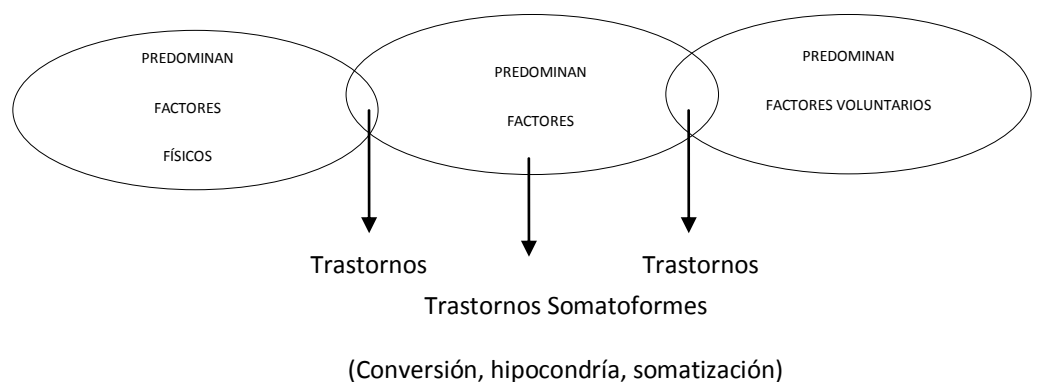 PREDOMINAN
FACTORES
FÍSICOS
PREDOMINAN
FACTORES
PREDOMINAN
FACTORES VOLUNTARIOS
Trastornos
Trastornos
Trastornos Somatoformes
(Conversión, hipocondría, somatización)